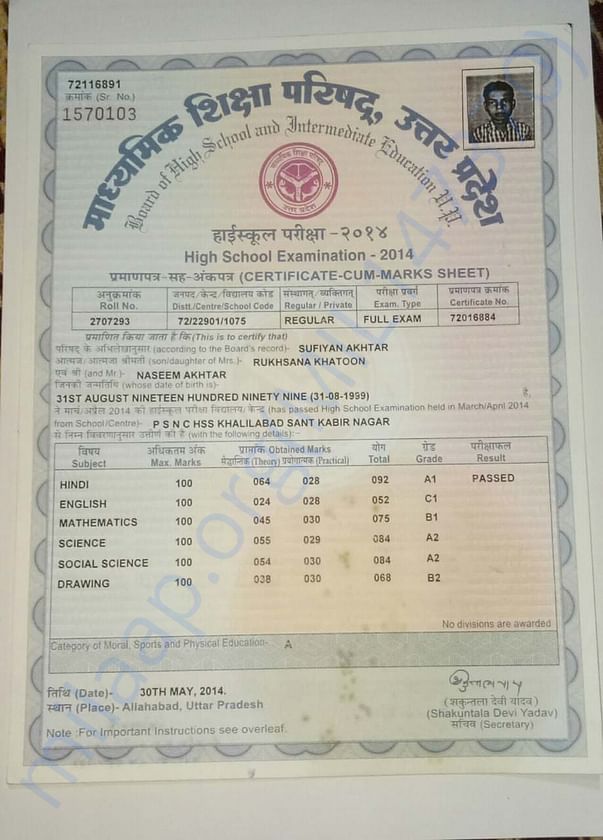 72116891
क्रमांक (Sr. No.)
1570103
माध्यमिक शिक्षा परिषद्, उत्तर प्रदेश
Board of High School and Intermediate Education U.P.
माध्यमिक शिक्षा परिषद्
उत्तर प्रदेश
हाईस्कूल परीक्षा - २०१४
High School Examination - 2014
प्रमाणपत्र-सह-अंकपत्र (CERTIFICATE-CUM-MARKS SHEET)
अनुक्रमांक जनपद/केन्द्र/विद्यालय कोड संस्थागत/व्यक्तिगत परीक्षा प्रवर्ग प्रमाणपत्र क्रमांक
Roll No. Distt./Centre/School Code Regular / Private Exam. Type Certificate No.
2707293 72/22901/1075 REGULAR FULL EXAM 72016884
प्रमाणित किया जाता है कि (This is to certify that)
परिषद् के अभिलेखानुसार (according to the Board's record)- SUFIYAN AKHTAR
आत्मज/आत्मजा श्रीमती (son/daughter of Mrs.)- RUKHSANA KHATOON
एवं श्री (and Mr.)- NASEEM AKHTAR
जिनकी जन्मतिथि (whose date of birth is)-
31ST AUGUST NINETEEN HUNDRED NINETY NINE (31-08-1999) है,
ने मार्च/अप्रैल 2014 की हाईस्कूल परीक्षा विद्यालय/केन्द्र (has passed High School Examination held in March/April 2014
from School/Centre)- P S N C HSS KHALILABAD SANT KABIR NAGAR
से निम्न विवरणानुसार उत्तीर्ण की है (with the following details):-
विषय अधिकतम अंक प्राप्तांक Obtained Marks योग ग्रेड परीक्षाफल
Subject Max. Marks सैद्धान्तिक (Theory) प्रयोगात्मक (Practical) Total Grade Result
HINDI 100 064 028 092 A1 PASSED
ENGLISH 100 024 028 052 C1
MATHEMATICS 100 045 030 075 B1
SCIENCE 100 055 029 084 A2
SOCIAL SCIENCE 100 054 030 084 A2
DRAWING 100 038 030 068 B2
No divisions are awarded
Category of Moral, Sports and Physical Education- A
तिथि (Date)- 30TH MAY, 2014.
स्थान (Place)- Allahabad, Uttar Pradesh
(शकुन्तला देवी यादव)
(Shakuntala Devi Yadav)
सचिव (Secretary)
Note :For Important Instructions see overleaf.